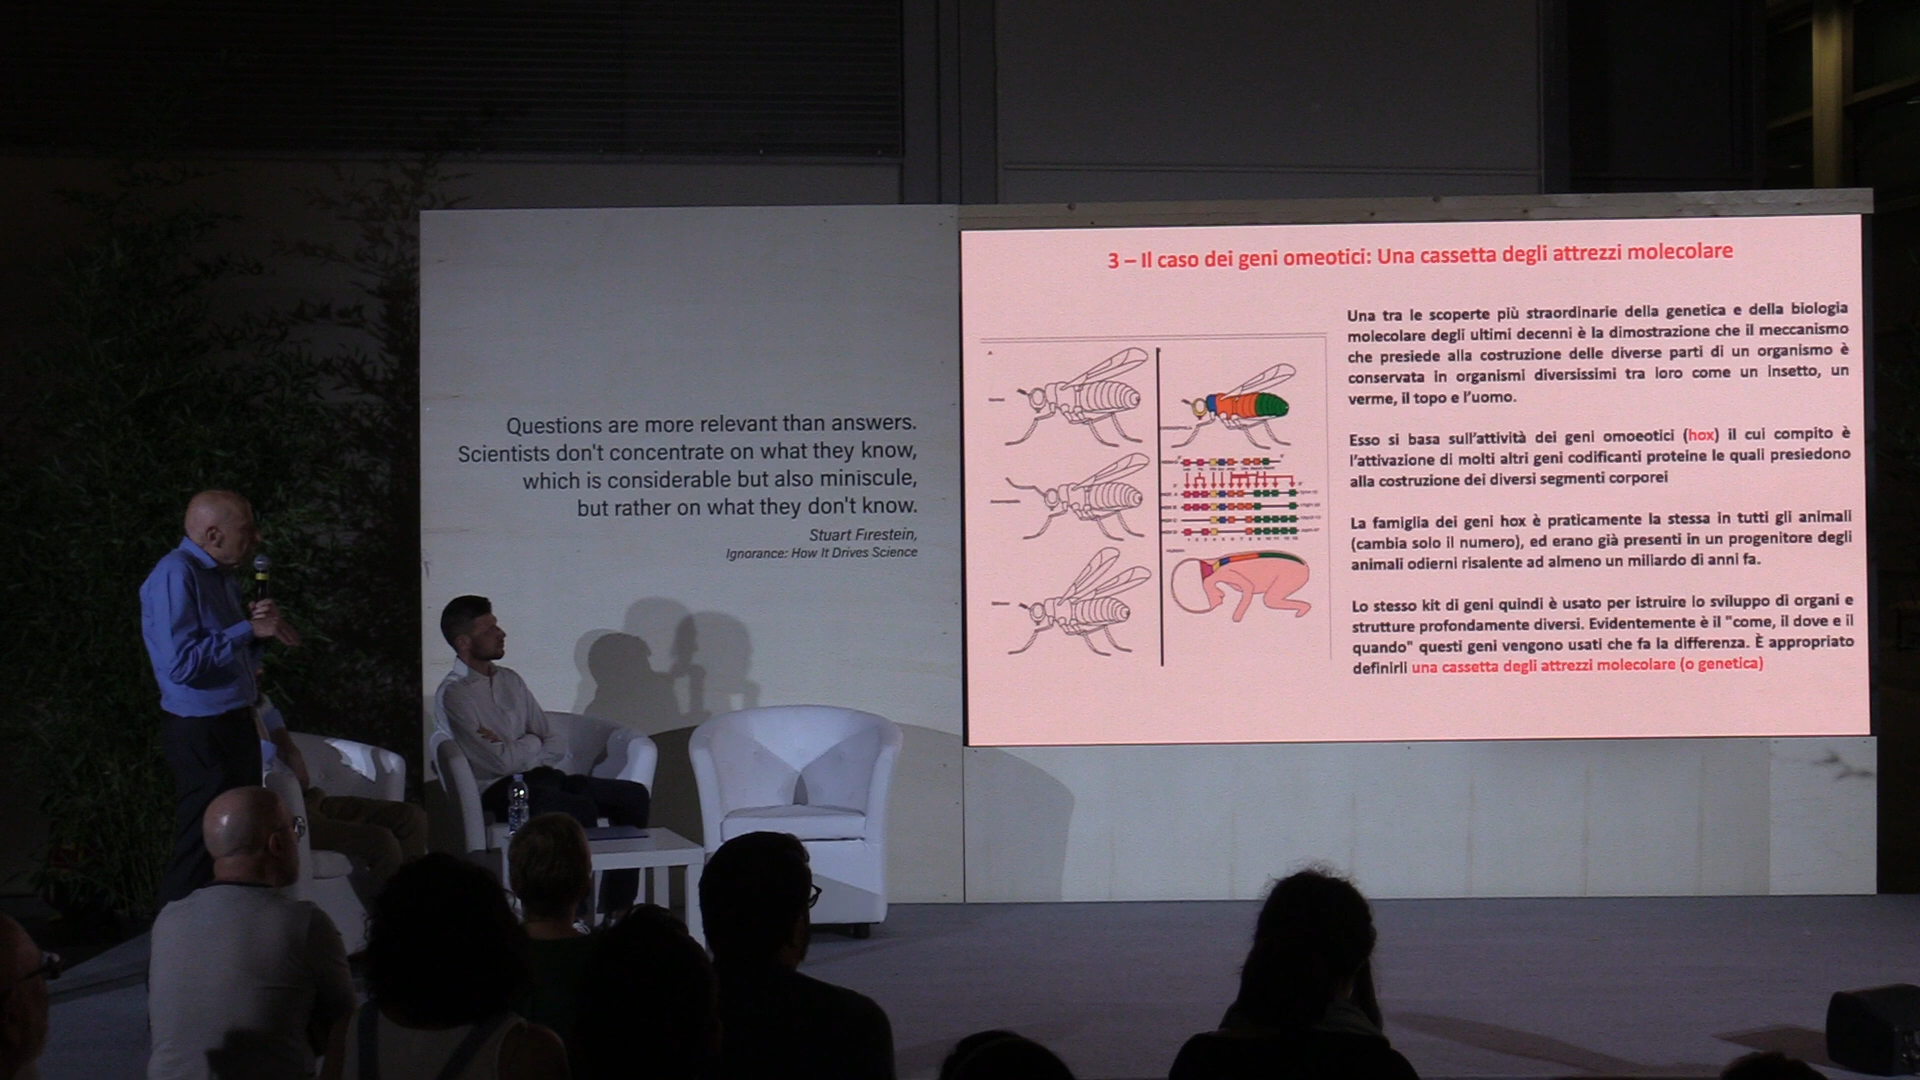 Questions are more relevant than answers.
Scientists don't concentrate on what they know,
which is considerable but also miniscule,
but rather on what they don't know.
Stuart Firestein,
Ignorance: How It Drives Science
3 – Il caso dei geni omeotici: Una cassetta degli attrezzi molecolare
A
Una tra le scoperte più straordinarie della genetica e della biologia
molecolare degli ultimi decenni è la dimostrazione che il meccanismo
che presiede alla costruzione delle diverse parti di un organismo è
conservata in organismi diversissimi tra loro come un insetto, un
verme, il topo e l'uomo.
Esso si basa sull'attività dei geni omoeotici (hox) il cui compito è
l'attivazione di molti altri geni codificanti proteine le quali presiedono
alla costruzione dei diversi segmenti corporei
La famiglia dei geni hox è praticamente la stessa in tutti gli animali
(cambia solo il numero), ed erano già presenti in un progenitore degli
animali odierni risalente ad almeno un miliardo di anni fa.
Lo stesso kit di geni quindi è usato per istruire lo sviluppo di organi e
strutture profondamente diversi. Evidentemente è il "come, il dove e il
quando" questi geni vengono usati che fa la differenza. È appropriato
definirli una cassetta degli attrezzi molecolare (o genetica)